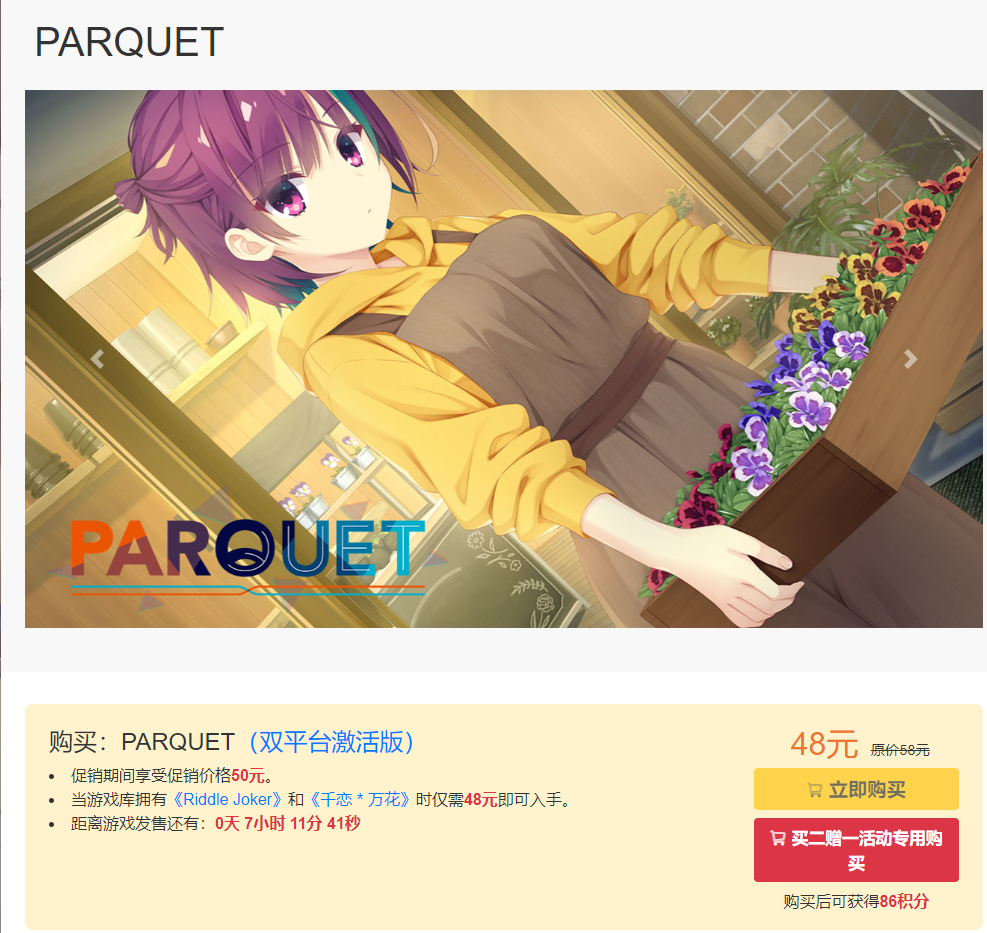 PARQUET
PARQUET
购买：PARQUET（双平台激活版）
促销期间享受促销价格50元。
当游戏库拥有《Riddle Joker》和《千恋＊万花》时仅需48元即可入手。
距离游戏发售还有：0天 7小时 11分 41秒
48元 原价58元
立即购买
买二赠一活动专用购
买
购买后可获得86积分